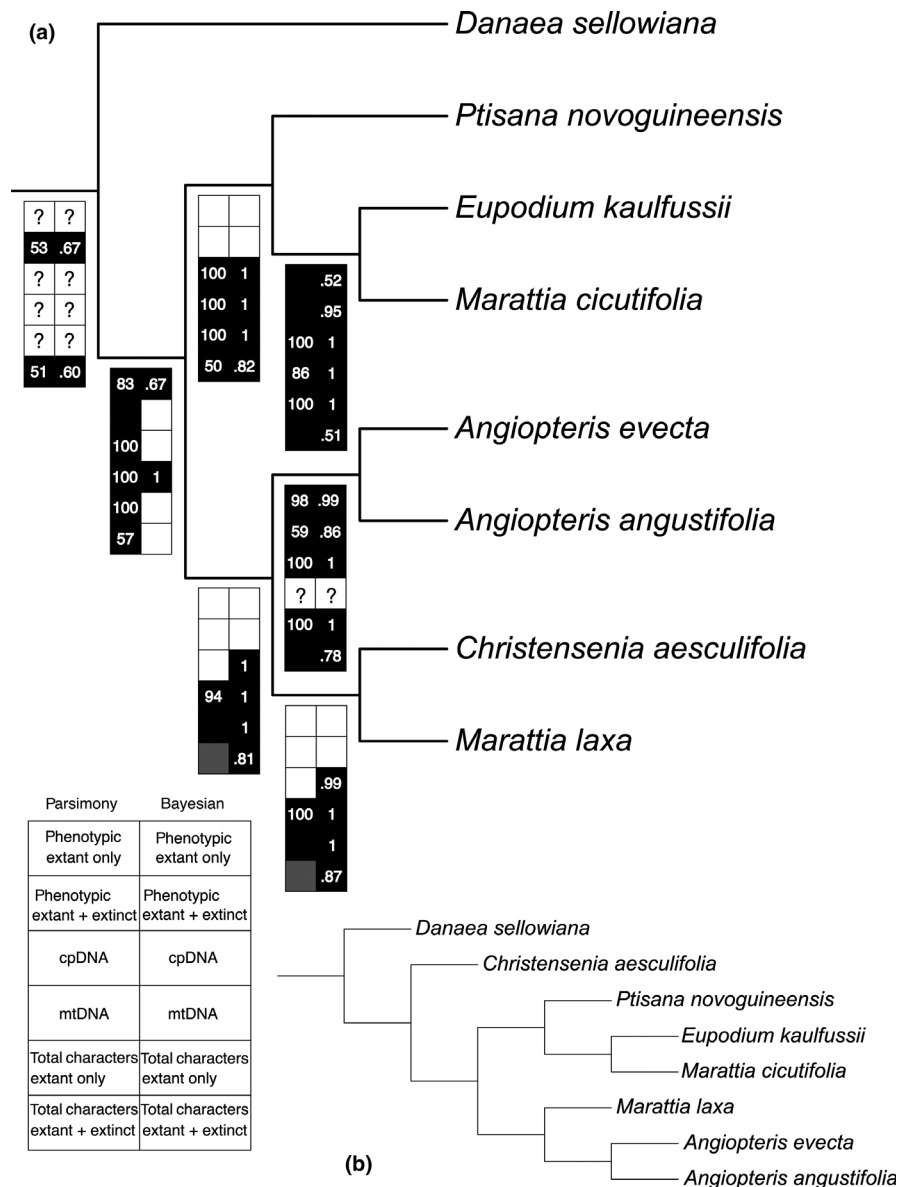 (a)
Danaea sellowiana
Ptisana novoguineensis
Eupodium kaulfussii
Marattia cicutifolia
Angiopteris evecta
Angiopteris angustifolia
Christensenia aesculifolia
Marattia laxa
? ?
53 .67
? ?
? ?
? ?
51 .60
83 .67
100
100 1
100
57
100 1
100 1
100 1
50 .82
.52
.95
100 1
86 1
100 1
.51
98 .99
59 .86
100 1
? ?
100 1
.78
1
94 1
1
.81
.99
100 1
1
.87
Parsimony Bayesian
Phenotypic Phenotypic
extant only extant only
Phenotypic Phenotypic
extant + extinct extant + extinct
cpDNA cpDNA
mtDNA mtDNA
Total characters Total characters
extant only extant only
Total characters Total characters
extant + extinct extant + extinct
(b)
Danaea sellowiana
Christensenia aesculifolia
Ptisana novoguineensis
Eupodium kaulfussii
Marattia cicutifolia
Marattia laxa
Angiopteris evecta
Angiopteris angustifolia